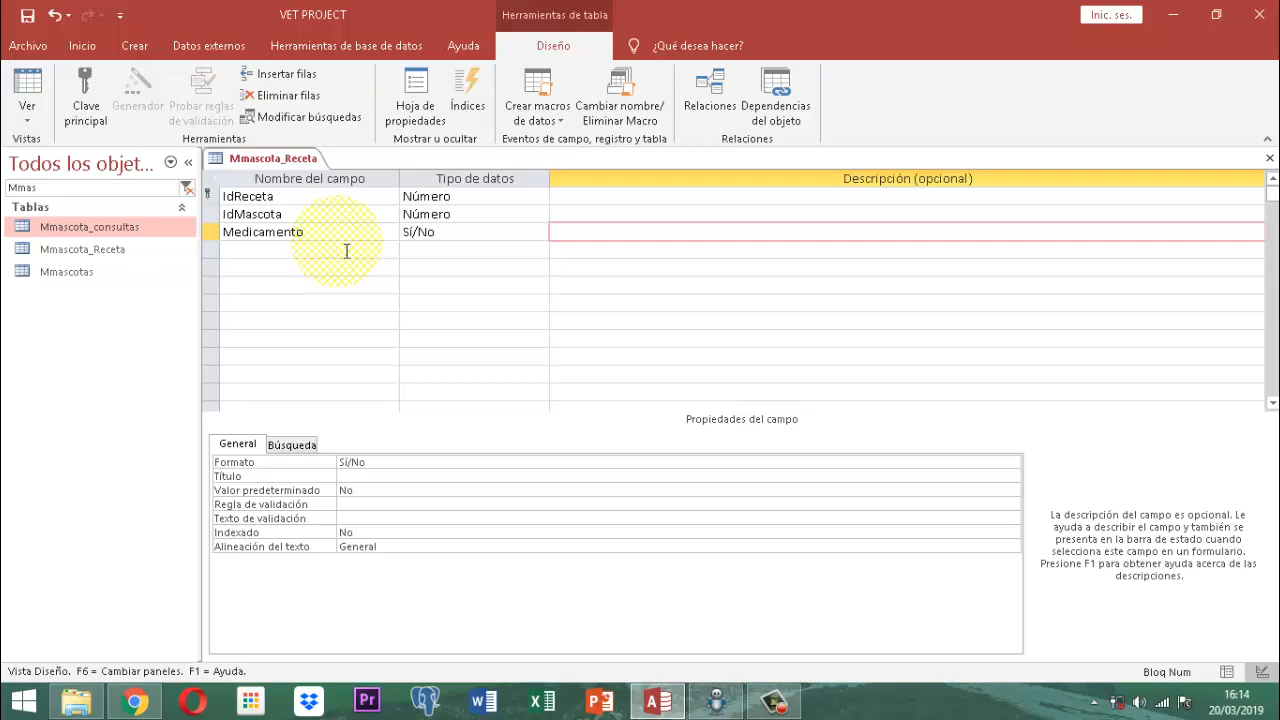 VET PROJECT
Herramientas de tabla
Inic. ses.
Archivo Inicio Crear Datos externos Herramientas de base de datos Ayuda Diseño ¿Qué desea hacer?
Ver
Clave principal
Generador
Probar reglas de validación
Insertar filas
Eliminar filas
Modificar búsquedas
Hoja de propiedades
Índices
Crear macros de datos
Cambiar nombre/ Eliminar Macro
Relaciones
Dependencias del objeto
Vistas Herramientas Mostrar u ocultar Eventos de campo, registro y tabla Relaciones
Todos los objet... «
Mmas
Tablas
Mmascota_consultas
Mmascota_Receta
Mmascotas
Mmascota_Receta
Nombre del campo Tipo de datos Descripción (opcional)
IdReceta Número
IdMascota Número
Medicamento Sí/No
Propiedades del campo
General Búsqueda
Formato Sí/No
Título
Valor predeterminado No
Regla de validación
Texto de validación
Indexado No
Alineación del texto General
La descripción del campo es opcional. Le
ayuda a describir el campo y también se
presenta en la barra de estado cuando
selecciona este campo en un formulario.
Presione F1 para obtener ayuda acerca de las
descripciones.
Vista Diseño. F6 = Cambiar paneles. F1 = Ayuda. Bloq Num
Pr
16:14
20/03/2019